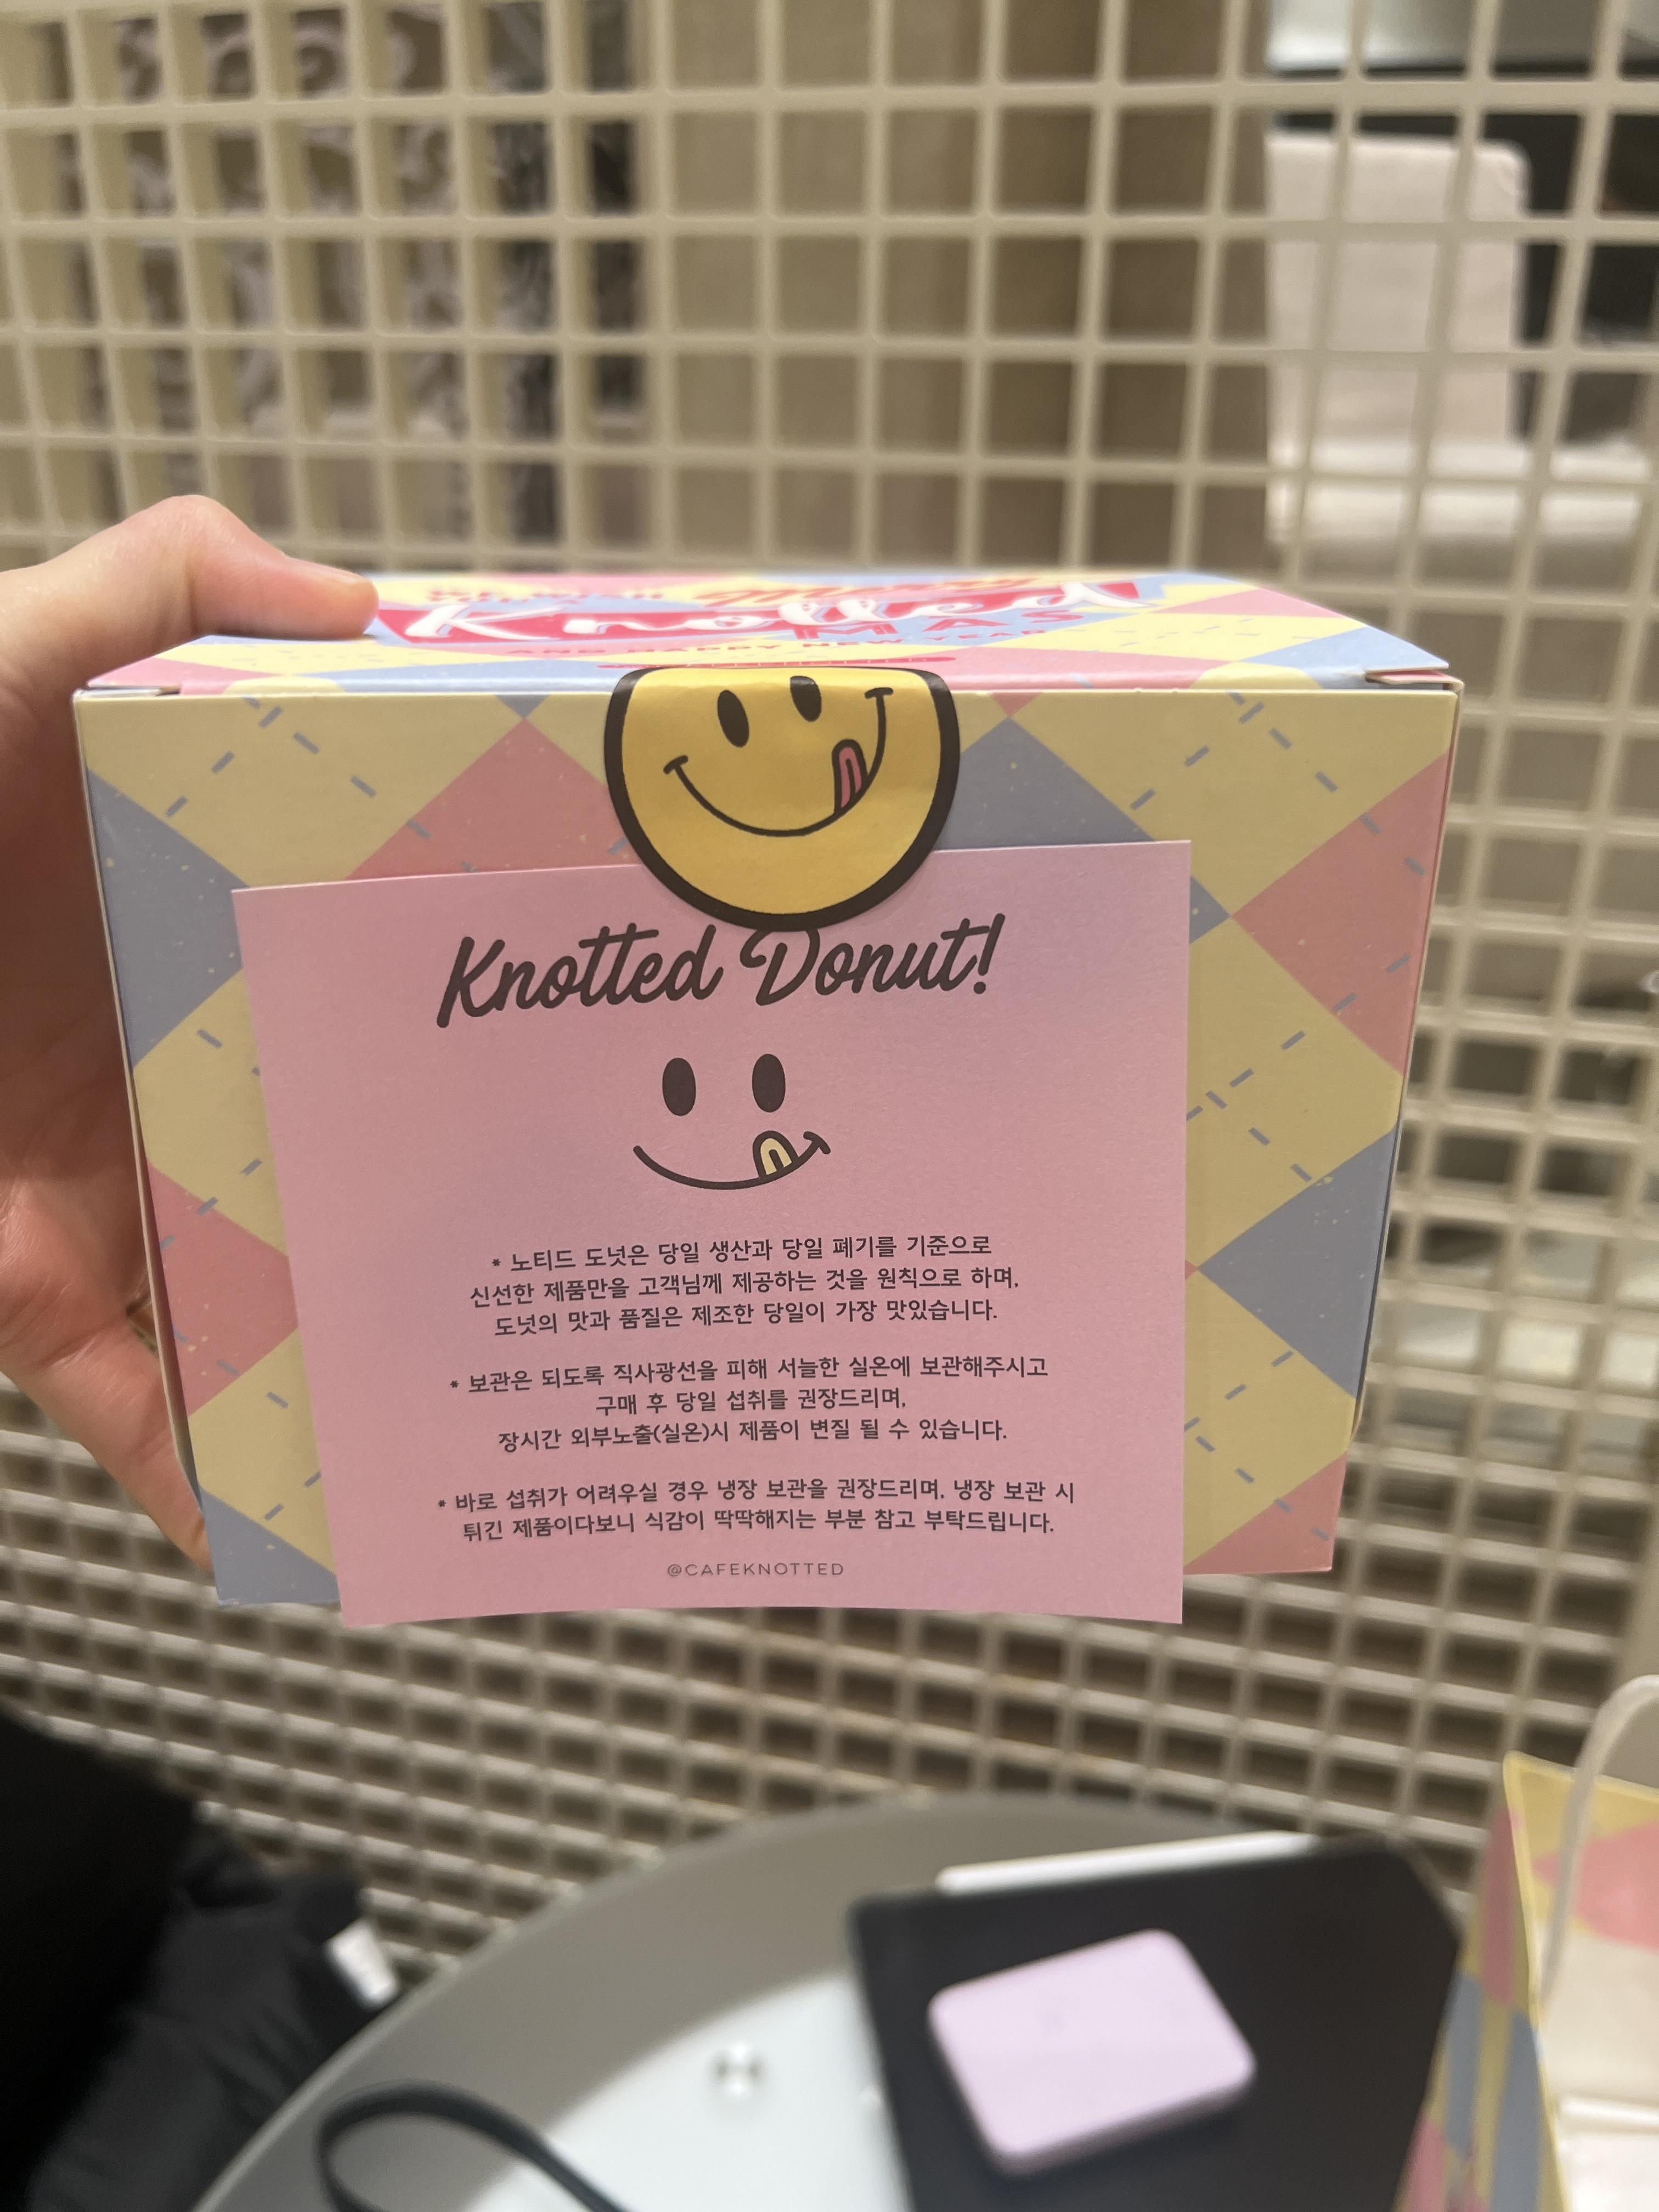 Knotted
MAS
AND HAPPY NEW YEAR
Knotted Donut!
* 노티드 도넛은 당일 생산과 당일 폐기를 기준으로
신선한 제품만을 고객님께 제공하는 것을 원칙으로 하며,
도넛의 맛과 품질은 제조한 당일이 가장 맛있습니다.
* 보관은 되도록 직사광선을 피해 서늘한 실온에 보관해주시고
구매 후 당일 섭취를 권장드리며,
장시간 외부노출(실온)시 제품이 변질 될 수 있습니다.
* 바로 섭취가 어려우실 경우 냉장 보관을 권장드리며, 냉장 보관 시
튀긴 제품이다보니 식감이 딱딱해지는 부분 참고 부탁드립니다.
@CAFEKNOTTED